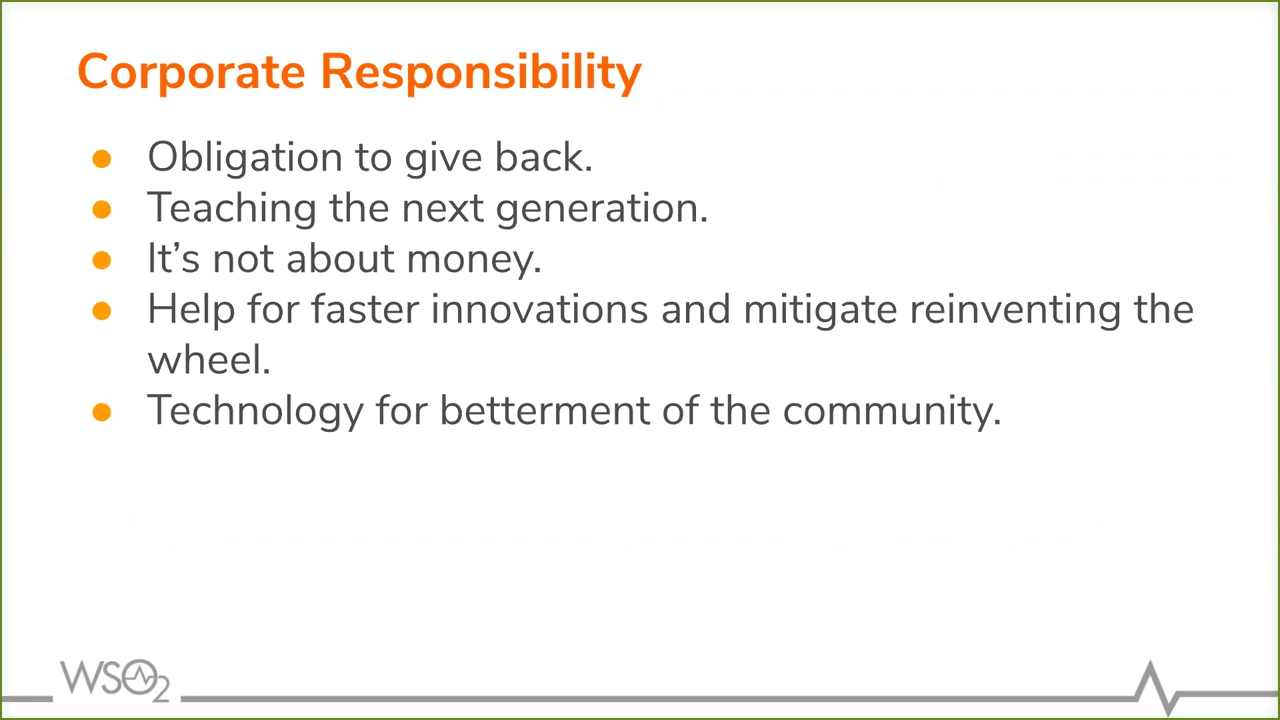 Corporate Responsibility
● Obligation to give back.
● Teaching the next generation.
● It’s not about money.
● Help for faster innovations and mitigate reinventing the
wheel.
● Technology for betterment of the community.
WSO2